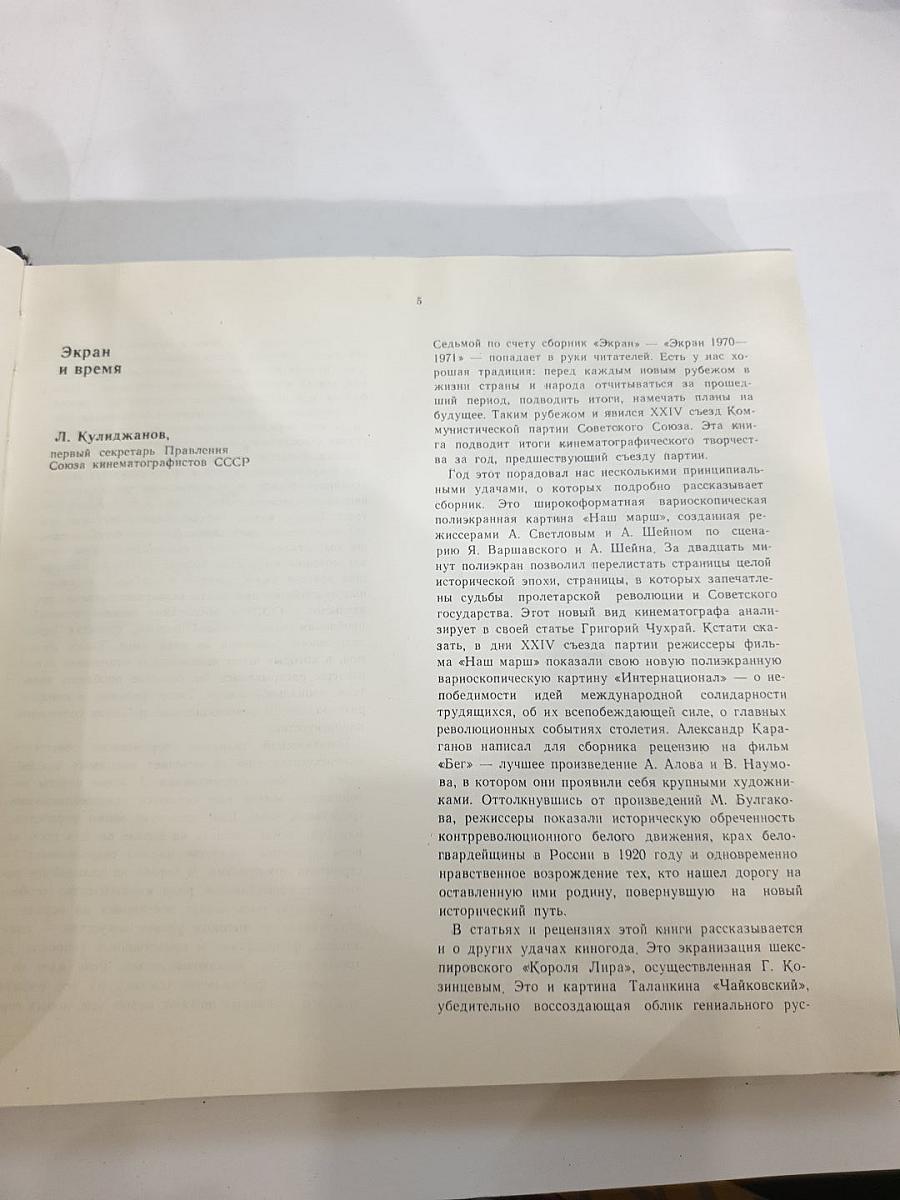 5
Экран
и время
Л. Кулиджанов,
первый секретарь Правления
Союза кинематографистов СССР
Седьмой по счету сборник «Экран» — «Экран 1970—
1971» — попадает в руки читателей. Есть у нас хо-
рошая традиция: перед каждым новым рубежом в
жизни страны и народа отчитываться за прошед-
ший период, подводить итоги, намечать планы на
будущее. Таким рубежом и явился XXIV съезд Ком-
мунистической партии Советского Союза. Эта кни-
га подводит итоги кинематографического творчест-
ва за год, предшествующий съезду партии.
Год этот порадовал нас несколькими принципиаль-
ными удачами, о которых подробно рассказывает
сборник. Это широкоформатная вариоскопическая
полиэкранная картина «Наш марш», созданная ре-
жиссерами А. Светловым и А. Шейном по сцена-
рию Я. Варшавского и А. Шейна. За двадцать ми-
нут полиэкран позволил перелистать страницы целой
исторической эпохи, страницы, в которых запечатле-
ны судьбы пролетарской революции и Советского
государства. Этот новый вид кинематографа анали-
зирует в своей статье Григорий Чухрай. Кстати ска-
зать, в дни XXIV съезда партии режиссеры филь-
ма «Наш марш» показали свою новую полиэкранную
вариоскопическую картину «Интернационал» — о не-
победимости идей международной солидарности
трудящихся, об их всепобеждающей силе, о главных
революционных событиях столетия. Александр Кара-
ганов написал для сборника рецензию на фильм
«Бег» — лучшее произведение А. Алова и В. Наумо-
ва, в котором они проявили себя крупными художни-
ками. Оттолкнувшись от произведений М. Булгако-
ва, режиссеры показали историческую обреченность
контрреволюционного белого движения, крах бело-
гвардейщины в России в 1920 году и одновременно
нравственное возрождение тех, кто нашел дорогу на
оставленную ими родину, повернувшую на новый
исторический путь.
В статьях и рецензиях этой книги рассказывается
и о других удачах киногода. Это экранизация шекс-
пировского «Короля Лира», осуществленная Г. Ко-
зинцевым. Это и картина Таланкина «Чайковский»,
убедительно воссоздающая облик гениального рус-